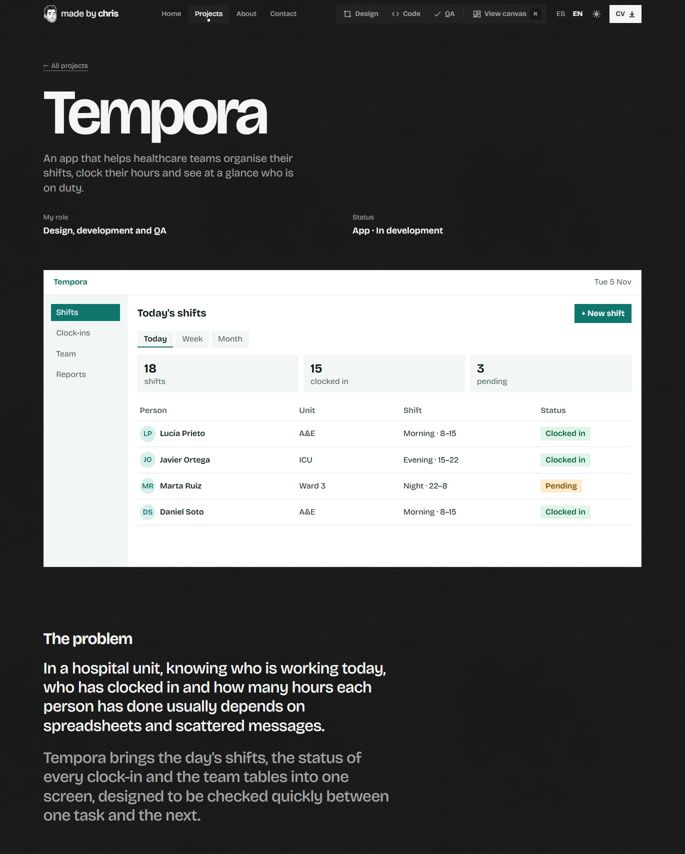 made by chris
Home Projects About Contact
Design Code QA View canvas M
ES EN
CV
← All projects
Tempora
An app that helps healthcare teams organise their
shifts, clock their hours and see at a glance who is
on duty.
My role
Design, development and QA
Status
App · In development
Tempora
Tue 5 Nov
Shifts
Clock-ins
Team
Reports
Today's shifts
+ New shift
Today Week Month
18
shifts
15
clocked in
3
pending
Person Unit Shift Status
LP Lucía Prieto A&E Morning · 8–15 Clocked in
JO Javier Ortega ICU Evening · 15–22 Clocked in
MR Marta Ruiz Ward 3 Night · 22–8 Pending
DS Daniel Soto A&E Morning · 8–15 Clocked in
The problem
In a hospital unit, knowing who is working today,
who has clocked in and how many hours each
person has done usually depends on
spreadsheets and scattered messages.
Tempora brings the day's shifts, the status of
every clock-in and the team tables into one
screen, designed to be checked quickly between
one task and the next.